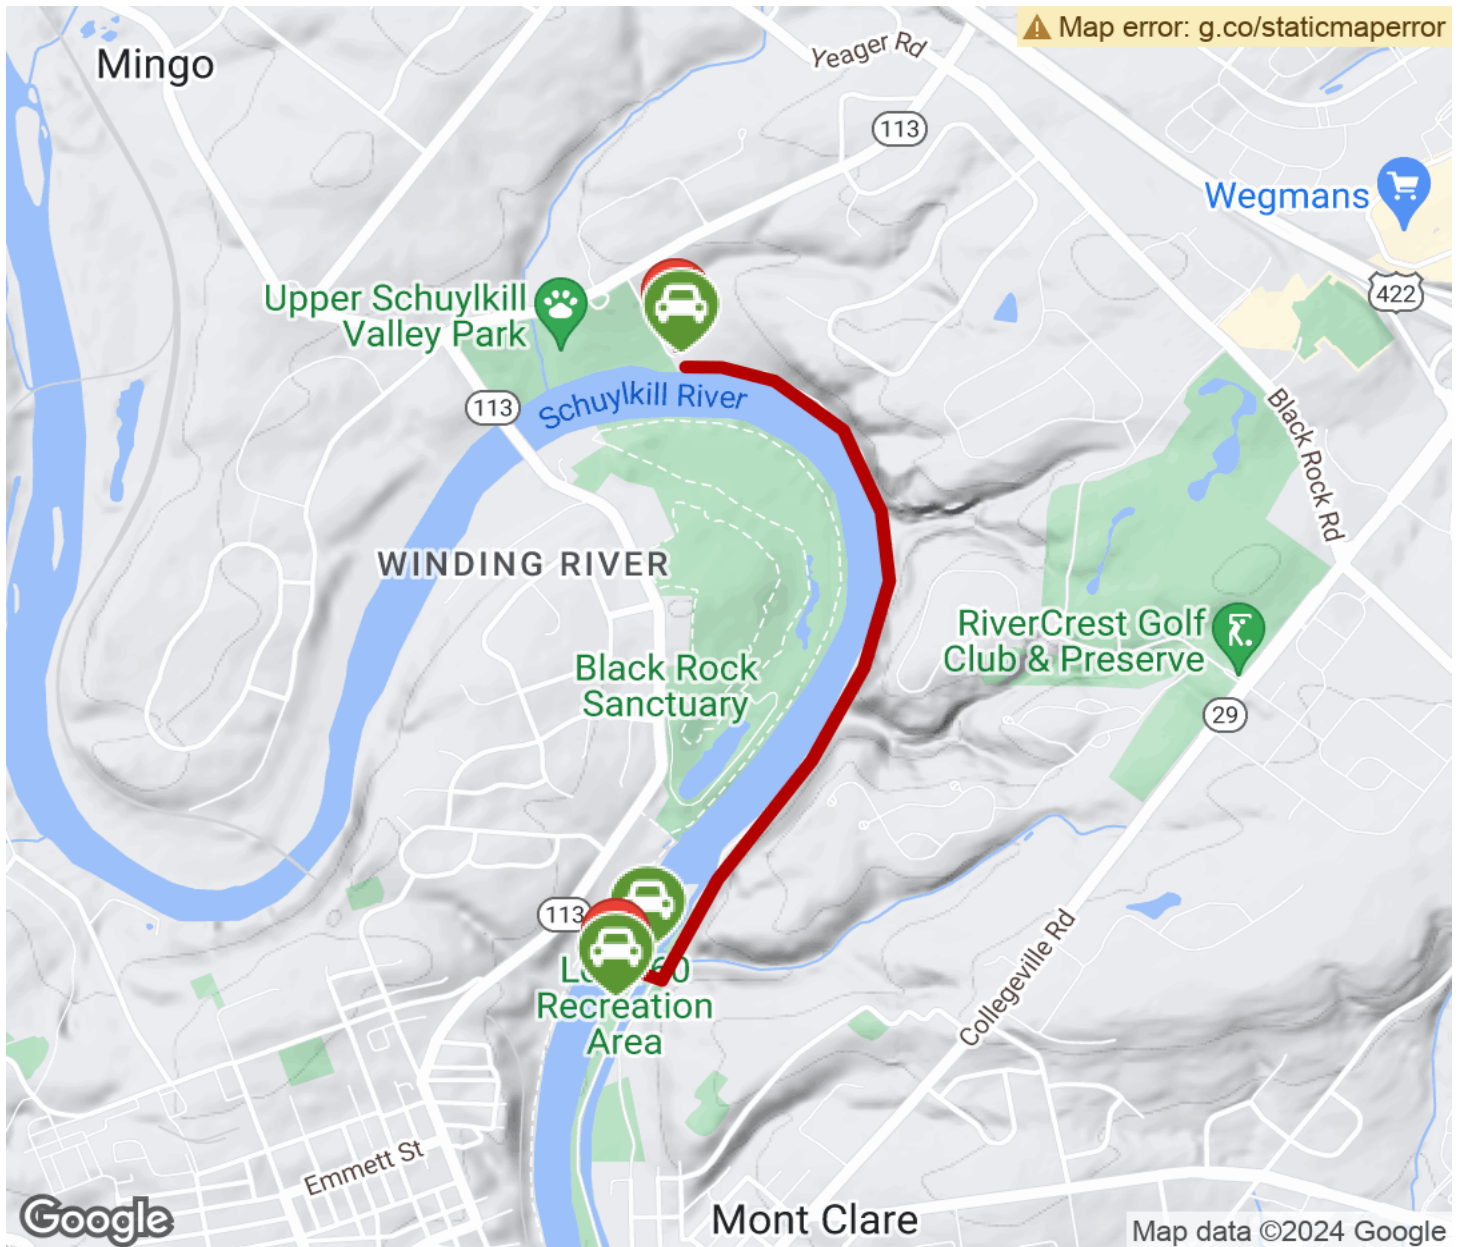 Map error: g.co/staticmaperror
Mingo
Yeager Rd
113
Wegmans
422
Upper Schuylkill
Valley Park
113
Schuylkill River
Black Rock Rd
WINDING RIVER
RiverCrest Golf
Club & Preserve
Black Rock
Sanctuary
29
113
60
Recreation
Area
Collegeville Rd
Emmett St
Mont Clare
Google
Map data ©2024 Google